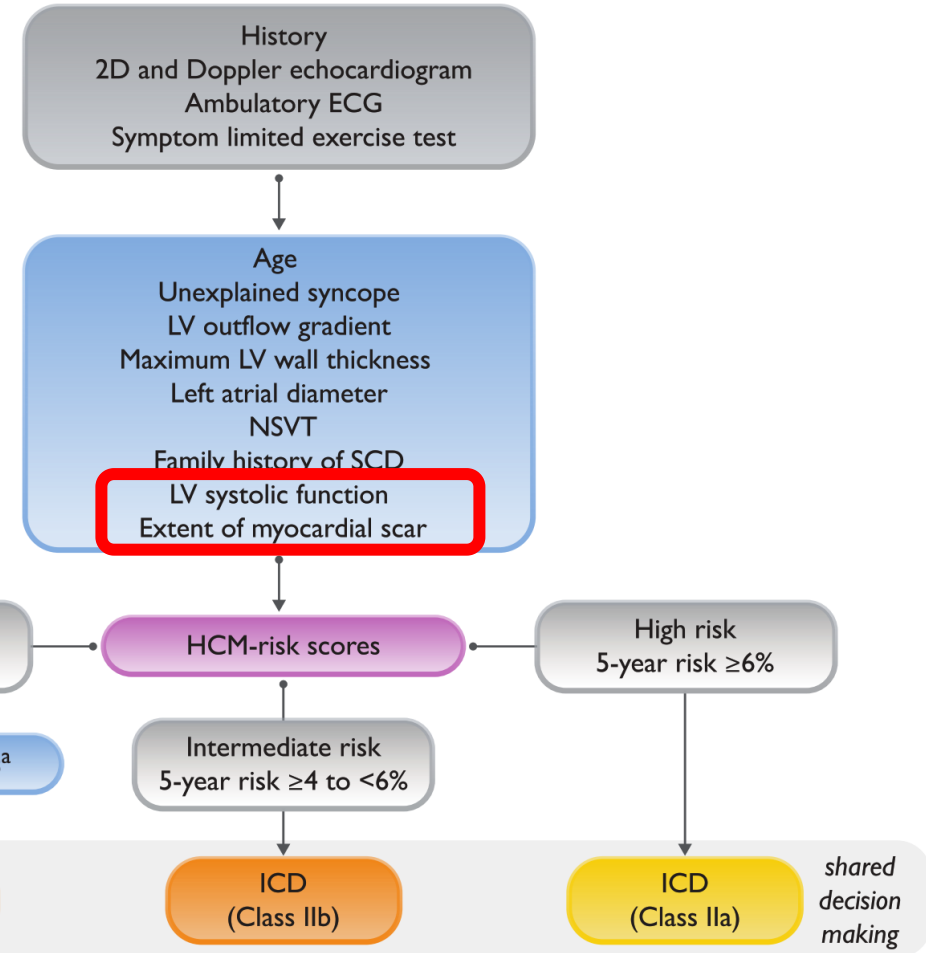 History
2D and Doppler echocardiogram
Ambulatory ECG
Symptom limited exercise test
Age
Unexplained syncope
LV outflow gradient
Maximum LV wall thickness
Left atrial diameter
NSVT
Family history of SCD
LV systolic function
Extent of myocardial scar
HCM-risk scores
High risk
5-year risk ≥6%
Intermediate risk
5-year risk ≥4 to <6%
a
ICD
(Class IIb)
ICD
(Class IIa)
shared
decision
making